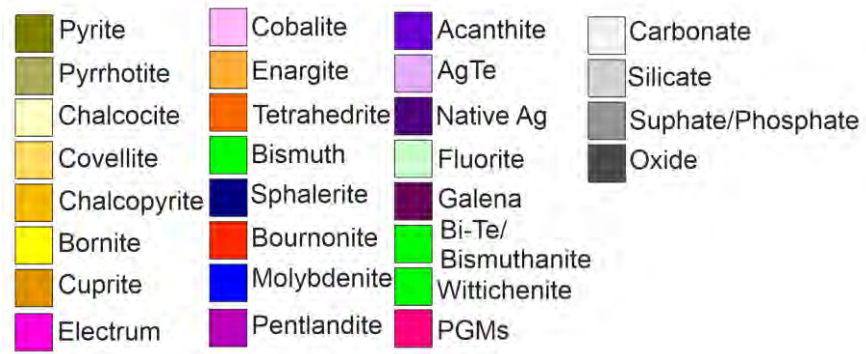 Pyrite
Pyrrhotite
Chalcocite
Covellite
Chalcopyrite
Bornite
Cuprite
Electrum
Cobalite
Enargite
Tetrahedrite
Bismuth
Sphalerite
Bournonite
Molybdenite
Pentlandite
Acanthite
AgTe
Native Ag
Fluorite
Galena
Bi-Te/
Bismuthanite
Wittichenite
PGMs
Carbonate
Silicate
Suphate/Phosphate
Oxide